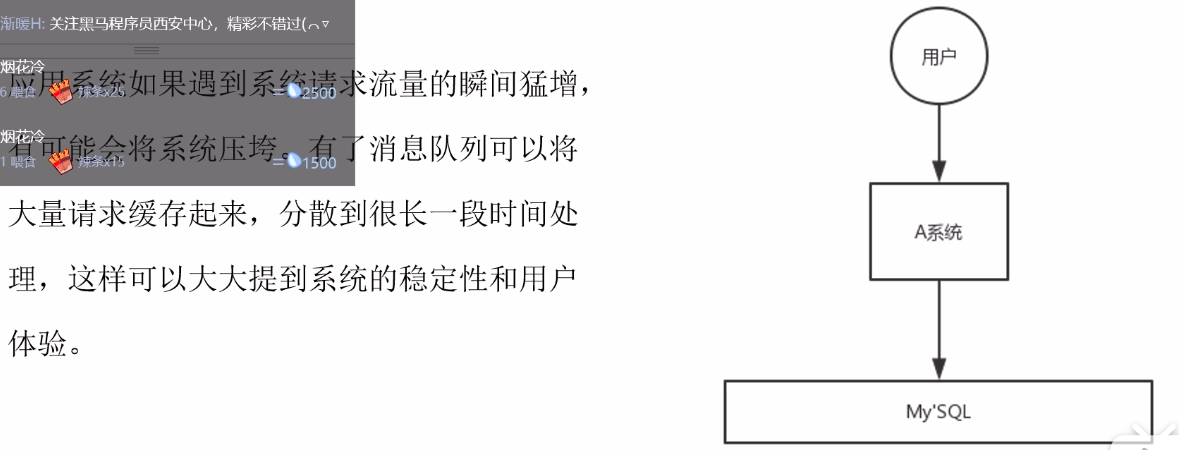 渐暖H: 关注黑马程序员西安中心，精彩不错过(⌒▿
烟花冷
6 喂食 辣条x25 =2500
烟花冷
1 喂食 辣条x15 =1500
应用系统如果遇到系统请求流量的瞬间猛增，
有可能会将系统压垮。有了消息队列可以将
大量请求缓存起来，分散到很长一段时间处
理，这样可以大大提到系统的稳定性和用户
体验。
用户
A系统
My'SQL